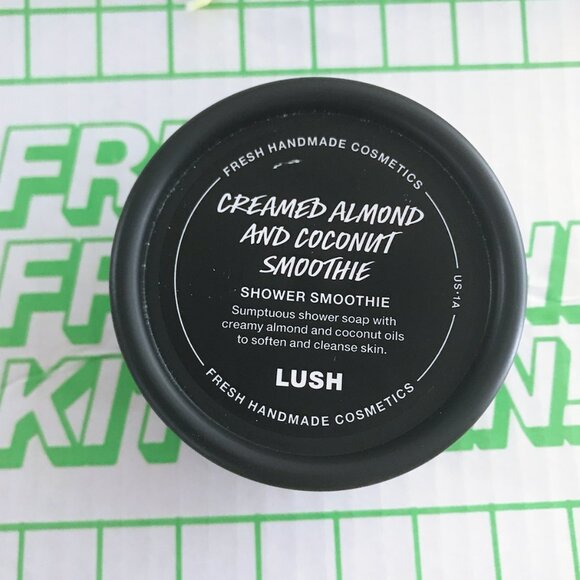 FRESH HANDMADE COSMETICS
CREAMED ALMOND
AND COCONUT
SMOOTHIE
SHOWER SMOOTHIE
Sumptuous shower soap with
creamy almond and coconut oils
to soften and cleanse skin.
LUSH
US•1A
FRESH HANDMADE COSMETICS